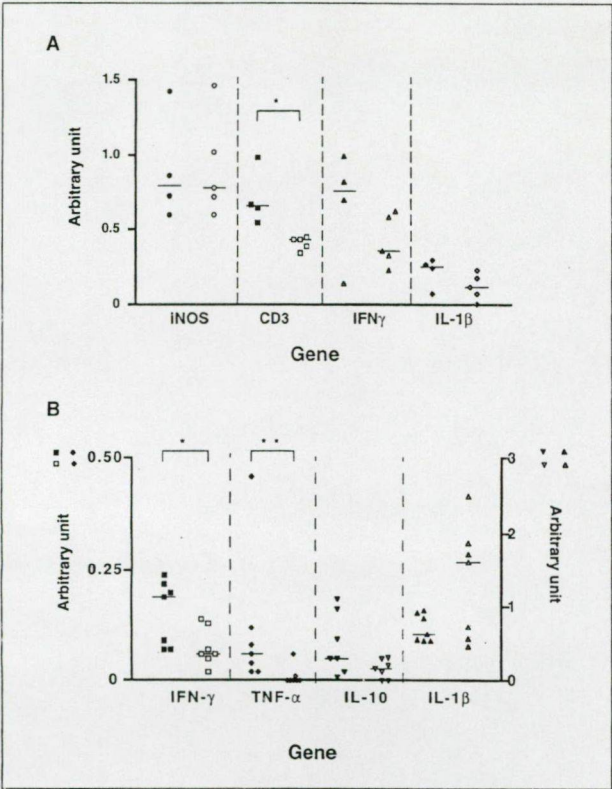 A
Arbitrary unit
1.5
1.0
0.5
0
*
iNOS CD3 IFNγ IL-1β
Gene
B
Arbitrary unit
0.50
0.25
0
* * *
3
2
1
0
Arbitrary unit
IFN-γ TNF-α IL-10 IL-1β
Gene